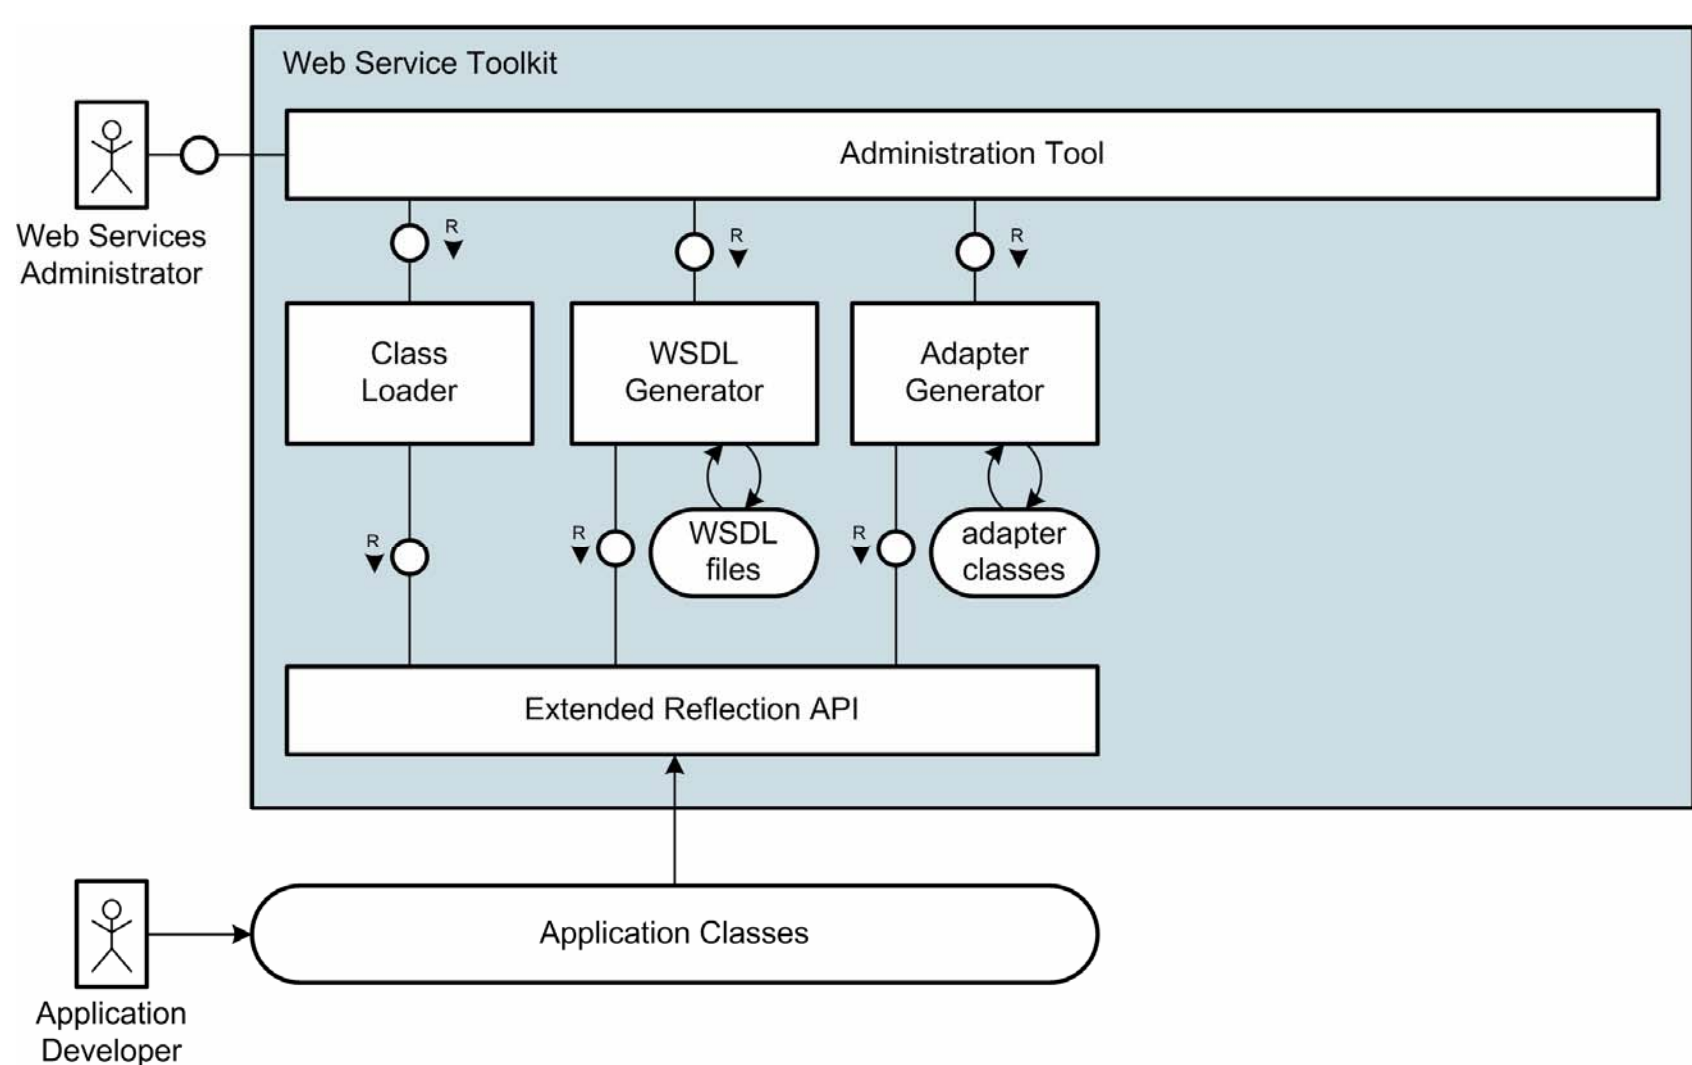 Web Service Toolkit
Administration Tool
Web Services
Administrator
R
R
R
Class
Loader
WSDL
Generator
Adapter
Generator
R
R
R
WSDL
files
adapter
classes
Extended Reflection API
Application Classes
Application
Developer